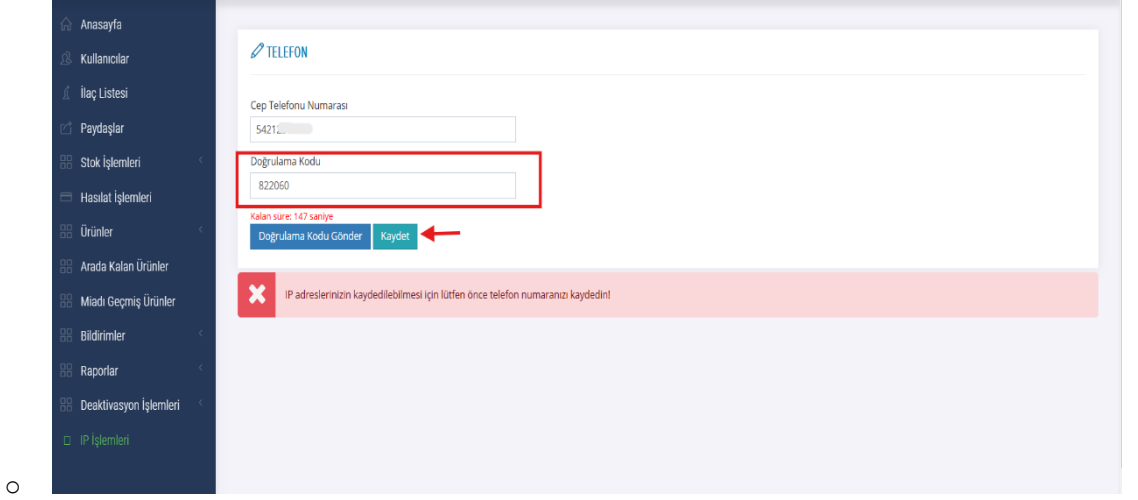 Anasayfa
Kullanıcılar
İlaç Listesi
Paydaşlar
Stok İşlemleri
Hasılat İşlemleri
Ürünler
Arada Kalan Ürünler
Miadı Geçmiş Ürünler
Bildirimler
Raporlar
Deaktivasyon İşlemleri
IP İşlemleri
TELEFON
Cep Telefonu Numarası
5421
Doğrulama Kodu
822060
Kalan süre: 147 saniye
Doğrulama Kodu Gönder Kaydet
IP adreslerinizin kaydedilebilmesi için lütfen önce telefon numaranızı kaydedin!